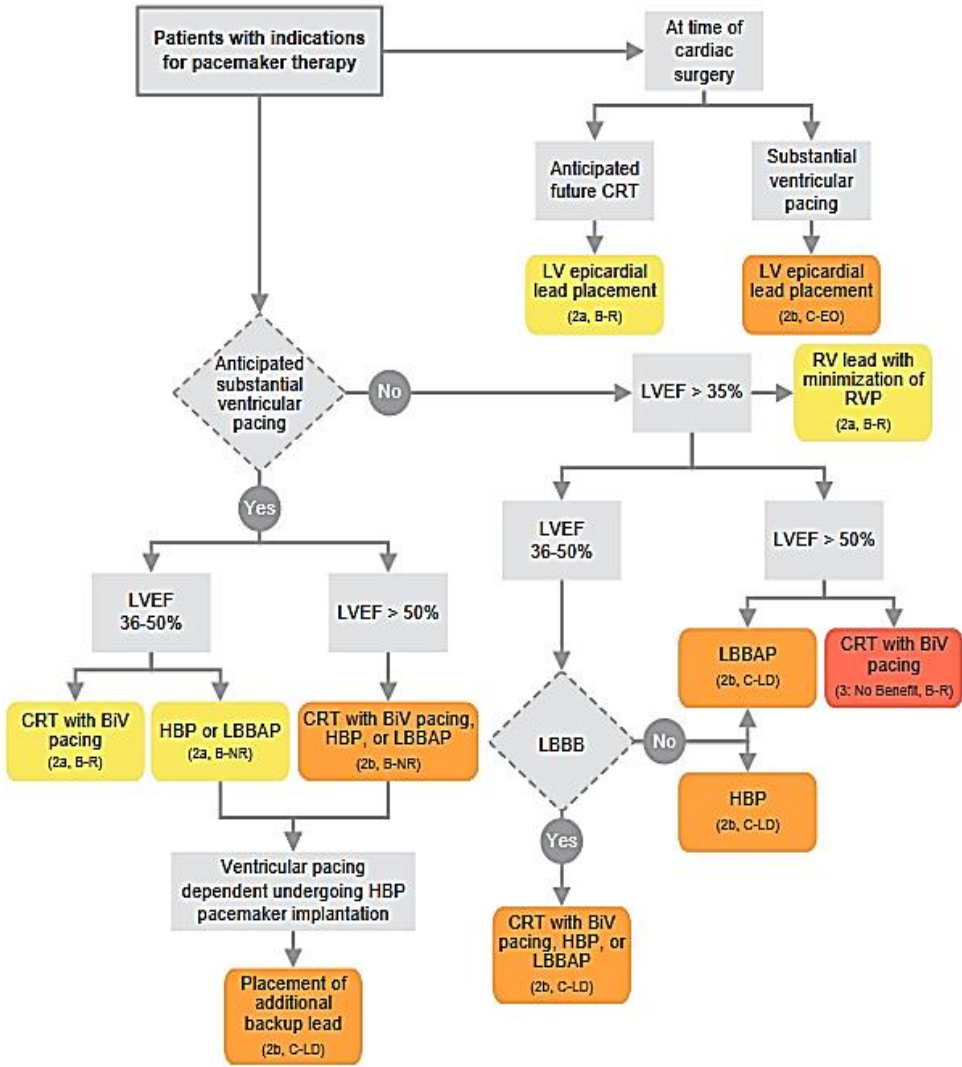 Patients with indications
for pacemaker therapy
At time of
cardiac
surgery
Anticipated
future CRT
Substantial
ventricular
pacing
LV epicardial
lead placement
(2a, B-R)
LV epicardial
lead placement
(2b, C-EO)
Anticipated
substantial
ventricular
pacing
No
LVEF > 35%
RV lead with
minimization of
RVP
(2a, B-R)
Yes
LVEF
36-50%
LVEF > 50%
LVEF
36-50%
LVEF > 50%
CRT with BiV
pacing
(2a, B-R)
HBP or LBBAP
(2a, B-NR)
CRT with BiV pacing,
HBP, or LBBAP
(2b, B-NR)
LBBB
No
LBBAP
(2b, C-LD)
CRT with BiV
pacing
(3: No Benefit, B-R)
HBP
(2b, C-LD)
Yes
Ventricular pacing
dependent undergoing HBP
pacemaker implantation
CRT with BiV
pacing, HBP, or
LBBAP
(2b, C-LD)
Placement of
additional
backup lead
(2b, C-LD)